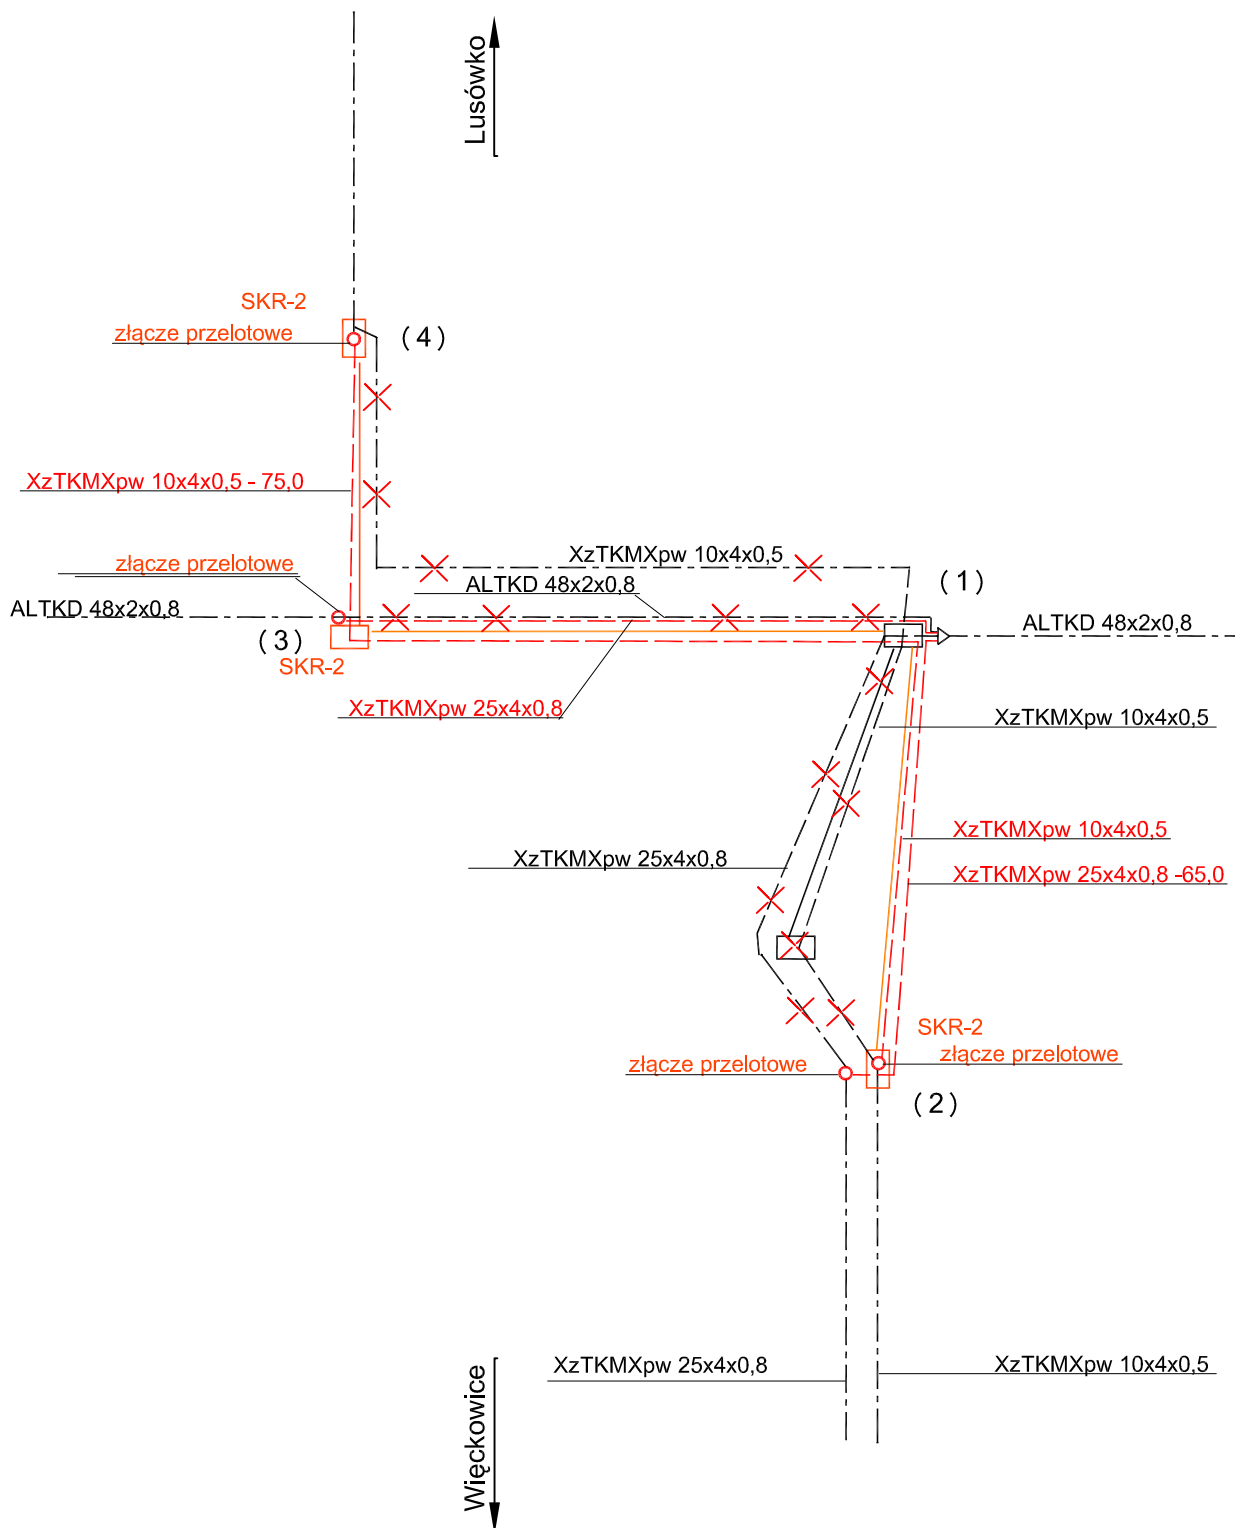 Lusówko
SKR-2
złącze przelotowe
(4)
XzTKMXpw 10x4x0,5 - 75,0
złącze przelotowe
XzTKMXpw 10x4x0,5
(1)
ALTKD 48x2x0,8
ALTKD 48x2x0,8
ALTKD 48x2x0,8
(3)
SKR-2
XzTKMXpw 25x4x0,8
XzTKMXpw 10x4x0,5
XzTKMXpw 10x4x0,5
XzTKMXpw 25x4x0,8
XzTKMXpw 25x4x0,8 -65,0
SKR-2
złącze przelotowe
złącze przelotowe
(2)
XzTKMXpw 25x4x0,8
XzTKMXpw 10x4x0,5
Więckowice